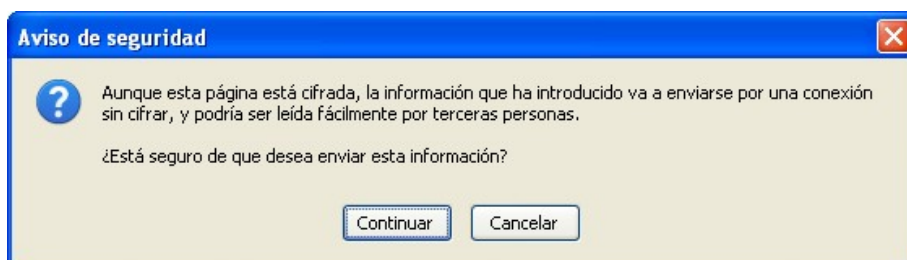 Aviso de seguridad
Aunque esta página está cifrada, la información que ha introducido va a enviarse por una conexión
sin cifrar, y podría ser leída fácilmente por terceras personas.
¿Está seguro de que desea enviar esta información?
Continuar
Cancelar